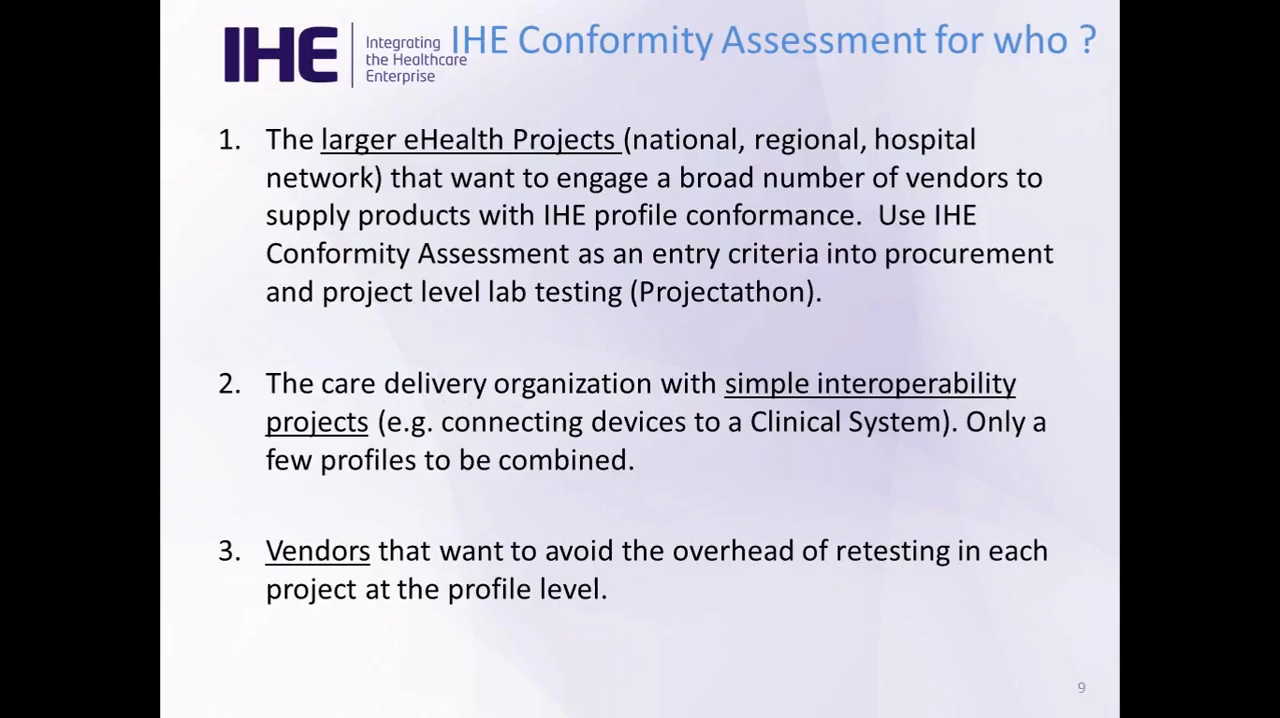 IHE
Integrating
the Healthcare
Enterprise
IHE Conformity Assessment for who ?
1. The larger eHealth Projects (national, regional, hospital
network) that want to engage a broad number of vendors to
supply products with IHE profile conformance.  Use IHE
Conformity Assessment as an entry criteria into procurement
and project level lab testing (Projectathon).
2. The care delivery organization with simple interoperability
projects (e.g. connecting devices to a Clinical System). Only a
few profiles to be combined.
3. Vendors that want to avoid the overhead of retesting in each
project at the profile level.
9